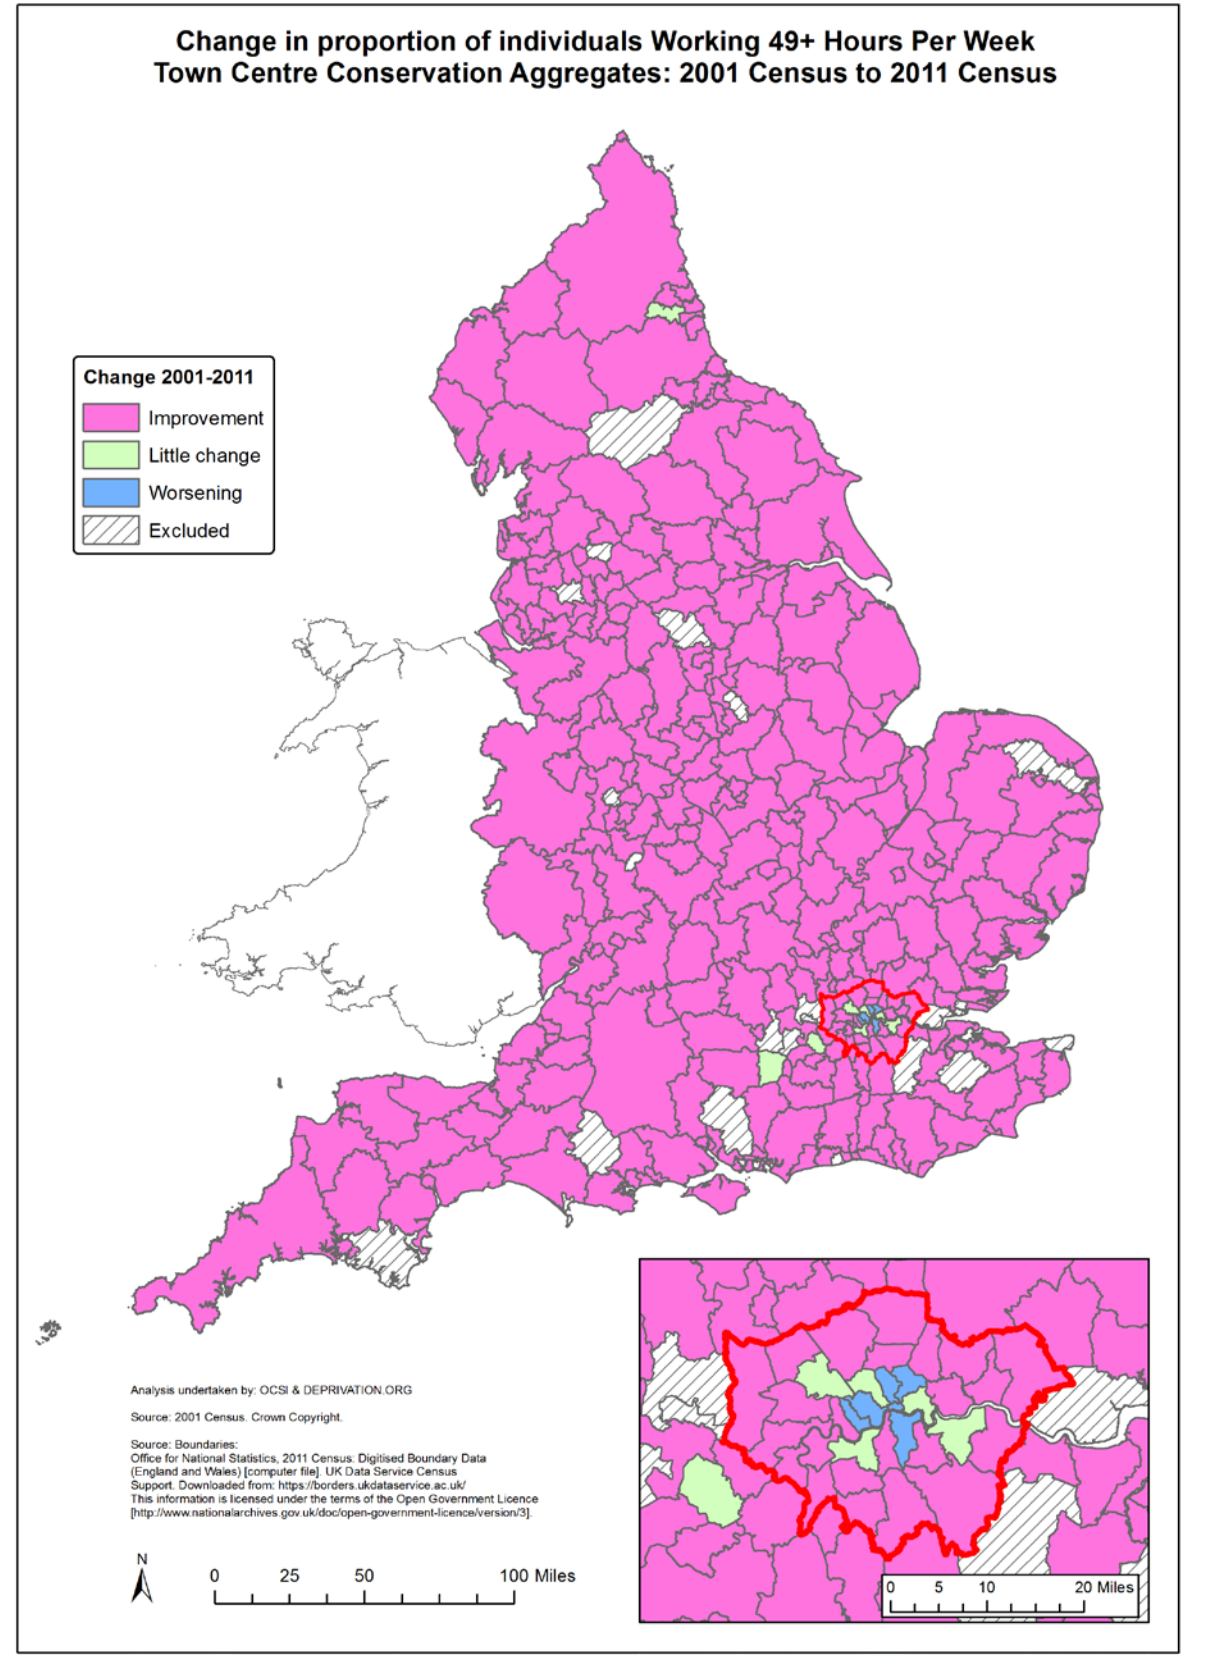 Change in proportion of individuals Working 49+ Hours Per Week
Town Centre Conservation Aggregates: 2001 Census to 2011 Census
Change 2001-2011
Improvement
Little change
Worsening
Excluded
Analysis undertaken by: OCSI & DEPRIVATION.ORG
Source: 2001 Census. Crown Copyright.
Source: Boundaries:
Office for National Statistics, 2011 Census: Digitised Boundary Data
(England and Wales) [computer file]. UK Data Service Census
Support. Downloaded from: https://borders.ukdataservice.ac.uk/
This information is licensed under the terms of the Open Government Licence
[http://www.nationalarchives.gov.uk/doc/open-government-licence/version/3].
N
0 25 50 100 Miles
0 5 10 20 Miles